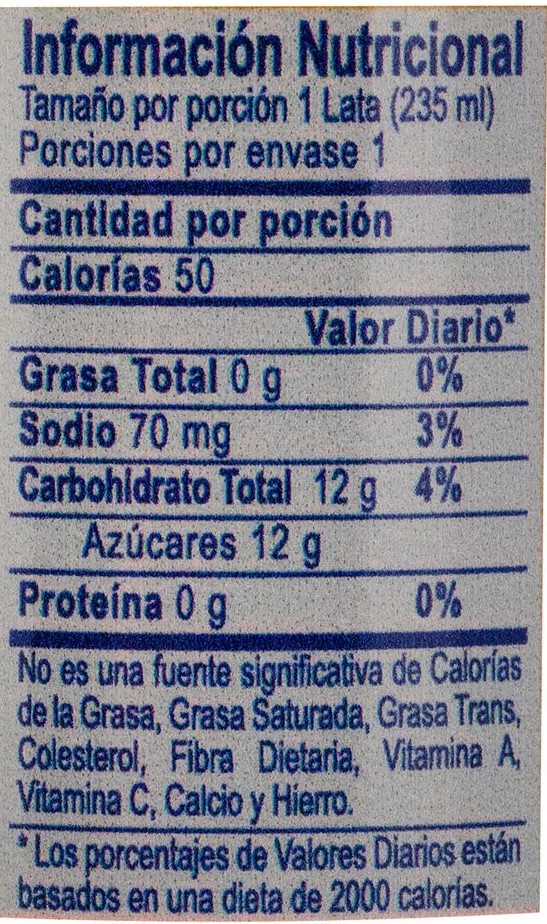 Información Nutricional
Tamaño por porción 1 Lata (235 ml)
Porciones por envase 1
Cantidad por porción
Calorías 50
Valor Diario*
Grasa Total 0 g 0%
Sodio 70 mg 3%
Carbohidrato Total 12 g 4%
Azúcares 12 g
Proteína 0 g 0%
No es una fuente significativa de Calorías
de la Grasa, Grasa Saturada, Grasa Trans,
Colesterol, Fibra Dietaria, Vitamina A,
Vitamina C, Calcio y Hierro.
* Los porcentajes de Valores Diarios están
basados en una dieta de 2000 calorías.